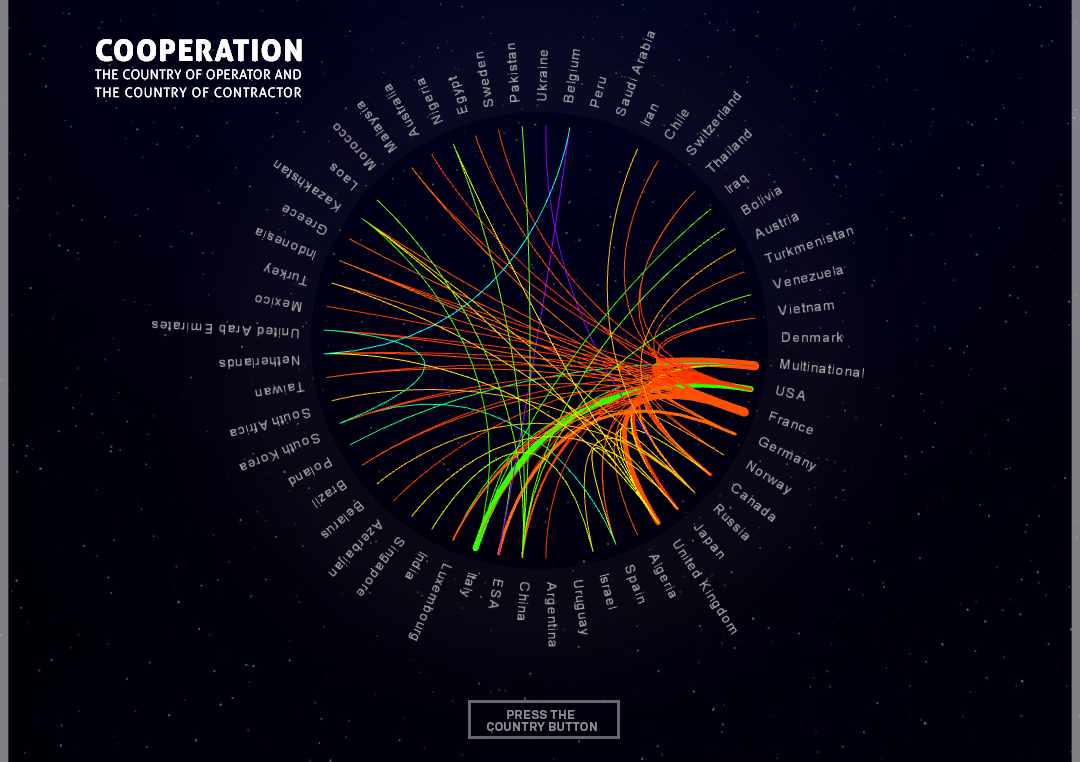 COOPERATION
THE COUNTRY OF OPERATOR AND
THE COUNTRY OF CONTRACTOR
Sweden
Pakistan
Ukraine
Belgium
Peru
Saudi Arabia
Iran
Chile
Switzerland
Thailand
Iraq
Bolivia
Austria
Turkmenistan
Venezuela
Vietnam
Denmark
Multinational
USA
France
Germany
Norway
Canada
Russia
Japan
United Kingdom
Algeria
Spain
Israel
Uruguay
Argentina
China
ESA
Italy
Luxembourg
India
Singapore
Azerbaijan
Belarus
Brazil
Poland
South Korea
South Africa
Taiwan
Netherlands
United Arab Emirates
Mexico
Turkey
Indonesia
Greece
Kazakhstan
Laos
Morocco
Malaysia
Australia
Nigeria
Egypt
PRESS THE
COUNTRY BUTTON